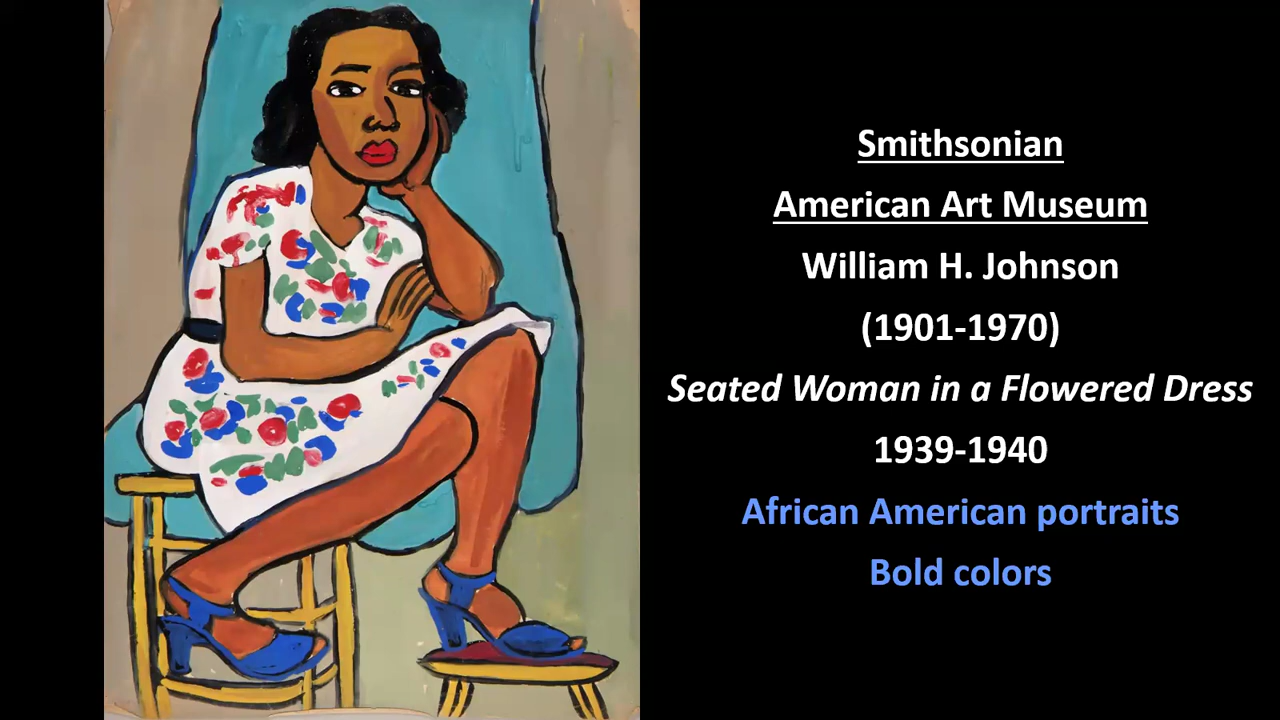 Smithsonian
American Art Museum
William H. Johnson
(1901-1970)
Seated Woman in a Flowered Dress
1939-1940
African American portraits
Bold colors